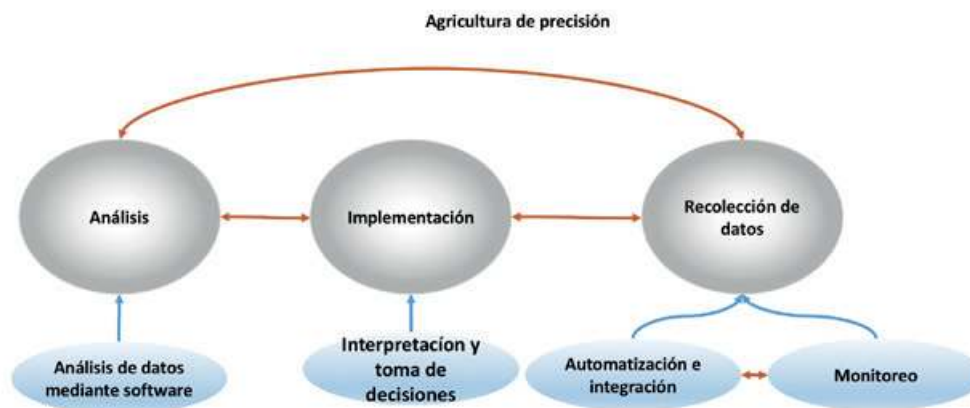 Agricultura de precisión
Análisis
Implementación
Recolección de
datos
Análisis de datos
mediante software
Interpretacíon y
toma de
decisiones
Automatización e
integración
Monitoreo